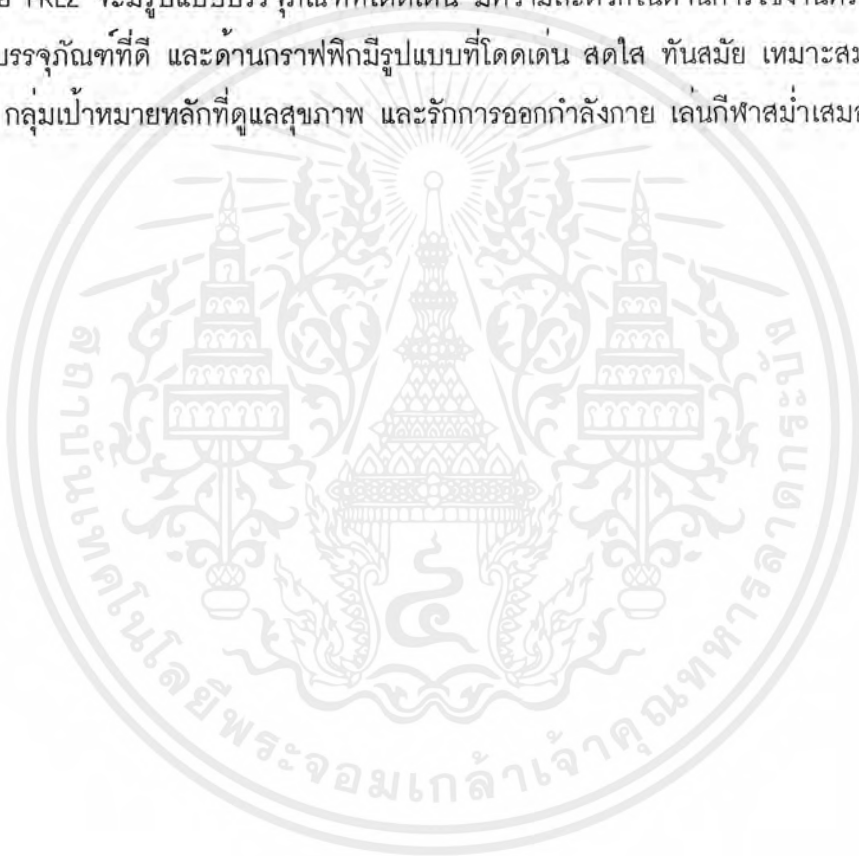 FREZ จะมีรูปแบบบรรจุภัณฑ์ที่โดดเด่น มีความสะดวกในด้านการใช้งาน
บรรจุภัณฑ์ที่ดี และด้านกราฟฟิกมีรูปแบบที่โดดเด่น สดใส ทันสมัย
กลุ่มเป้าหมายหลักที่ดูแลสุขภาพ และรักการออกกำลังกาย เล่นกีฬาสม่ำเสมอ
สถาบันเทคโนโลยีพระจอมเกล้าเจ้าคุณทหารลาดกระบัง
๔